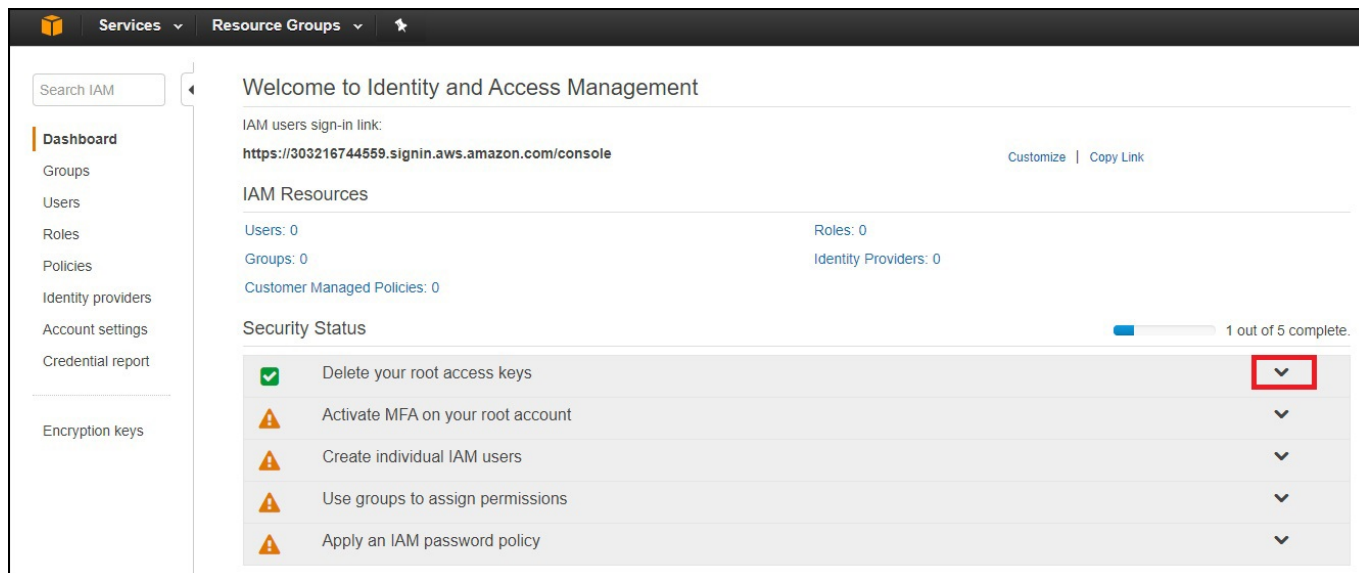 Services Resource Groups
Search IAM
Dashboard
Groups
Users
Roles
Policies
Identity providers
Account settings
Credential report
Encryption keys
Welcome to Identity and Access Management
IAM users sign-in link:
https://303216744559.signin.aws.amazon.com/console
Customize | Copy Link
IAM Resources
Users: 0 Roles: 0
Groups: 0 Identity Providers: 0
Customer Managed Policies: 0
Security Status 1 out of 5 complete.
Delete your root access keys
Activate MFA on your root account
Create individual IAM users
Use groups to assign permissions
Apply an IAM password policy